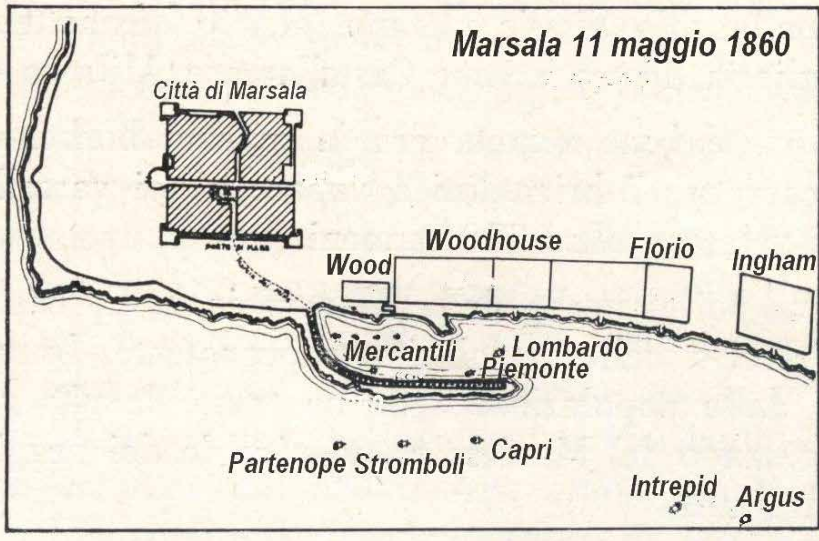 Marsala 11 maggio 1860
Città di Marsala
Wood
Woodhouse
Florio
Ingham
Mercantili
Lombardo
Piemonte
Partenope
Stromboli
Capri
Intrepid
Argus